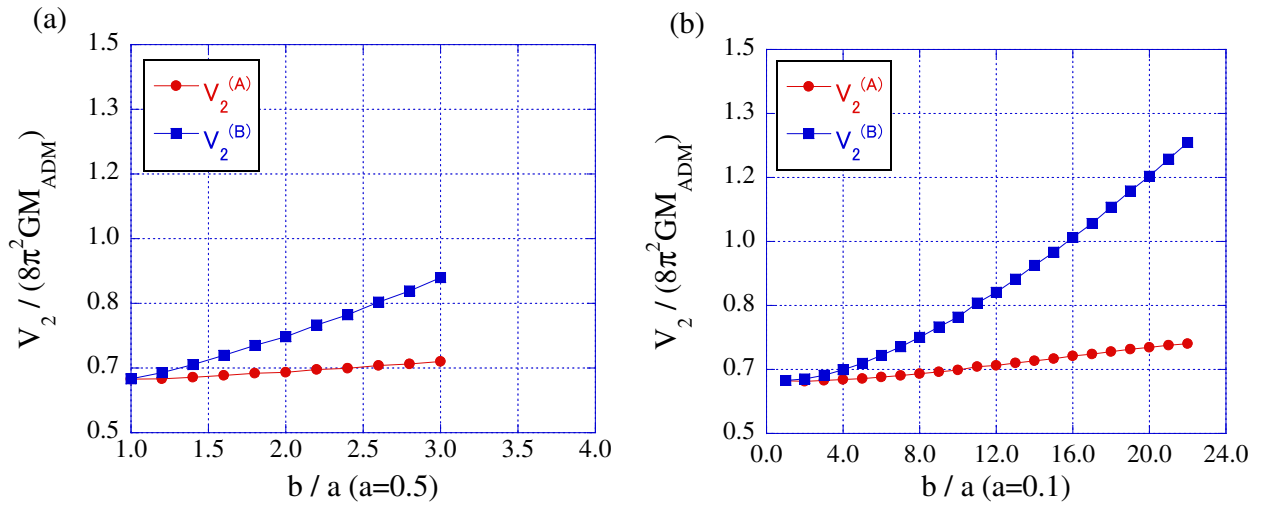 (a)
V₂ / (8π²GM_ADM)
1.5
1.3
1.2
1.0
0.8
0.7
0.5
V₂⁽ᴬ⁾
V₂⁽ᴮ⁾
1.0 1.5 2.0 2.5 3.0 3.5 4.0
b / a (a=0.5)
(b)
V₂ / (8π²GM_ADM)
1.5
1.3
1.2
1.0
0.8
0.7
0.5
V₂⁽ᴬ⁾
V₂⁽ᴮ⁾
0.0 4.0 8.0 12.0 16.0 20.0 24.0
b / a (a=0.1)